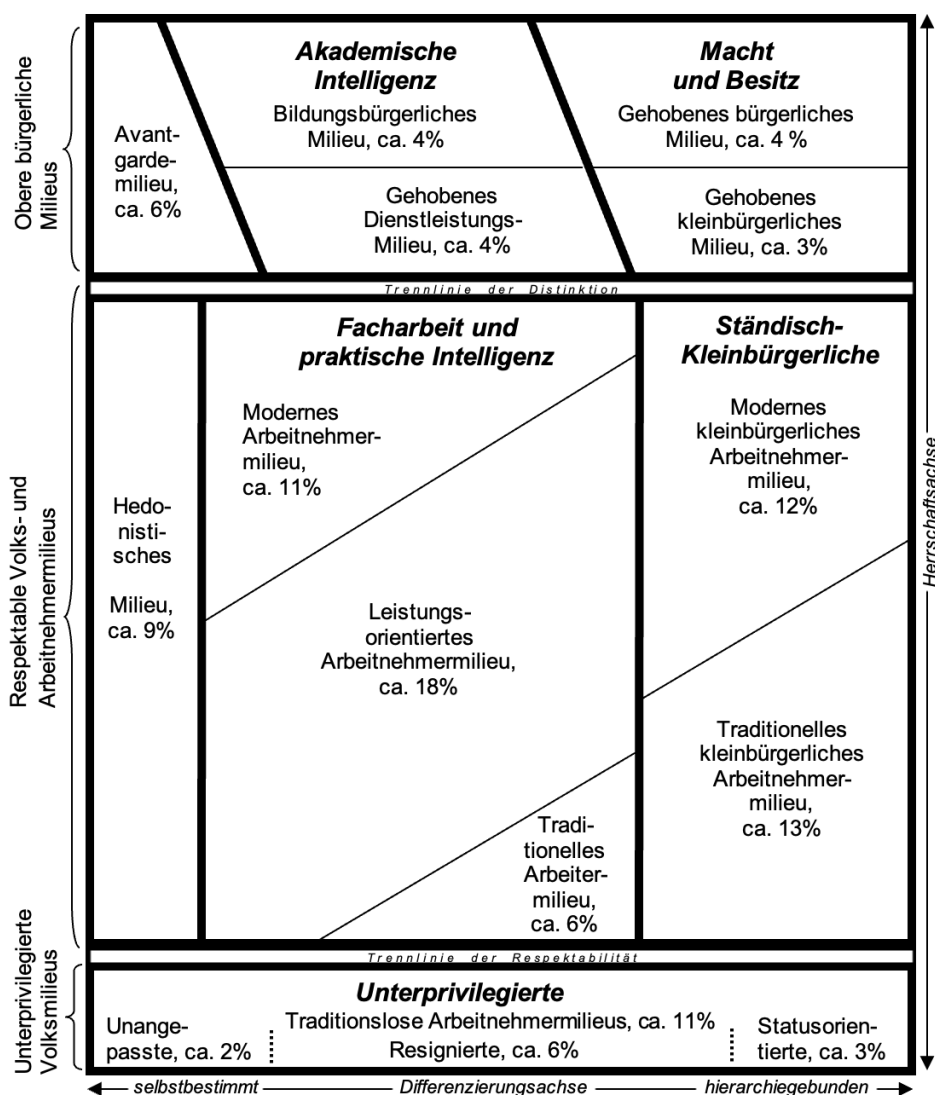 Obere bürgerliche
Milieus
Avant-
garde-
milieu,
ca. 6%
Akademische
Intelligenz
Bildungsbürgerliches
Milieu, ca. 4%
Gehobenes
Dienstleistungs-
Milieu, ca. 4%
Macht
und Besitz
Gehobenes bürgerliches
Milieu, ca. 4 %
Gehobenes
kleinbürgerliches
Milieu, ca. 3%
Trennlinie der Distinktion
Respektable Volks- und
Arbeitnehmermilieus
Hedo-
nisti-
sches
Milieu,
ca. 9%
Facharbeit und
praktische Intelligenz
Modernes
Arbeitnehmer-
milieu,
ca. 11%
Leistungs-
orientiertes
Arbeitnehmermilieu,
ca. 18%
Tradi-
tionelles
Arbeiter-
milieu,
ca. 6%
Ständisch-
Kleinbürgerliche
Modernes
kleinbürgerliches
Arbeitnehmer-
milieu,
ca. 12%
Traditionelles
kleinbürgerliches
Arbeitnehmer-
milieu,
ca. 13%
Herrschaftsachse
Trennlinie der Respektabilität
Unterprivilegierte
Volksmilieus
Unterprivilegierte
Traditionslose Arbeitnehmermilieus, ca. 11%
Unange-
passte, ca. 2%
Resignierte, ca. 6%
Statusorien-
tierte, ca. 3%
selbstbestimmt Differenzierungsachse hierarchiegebunden